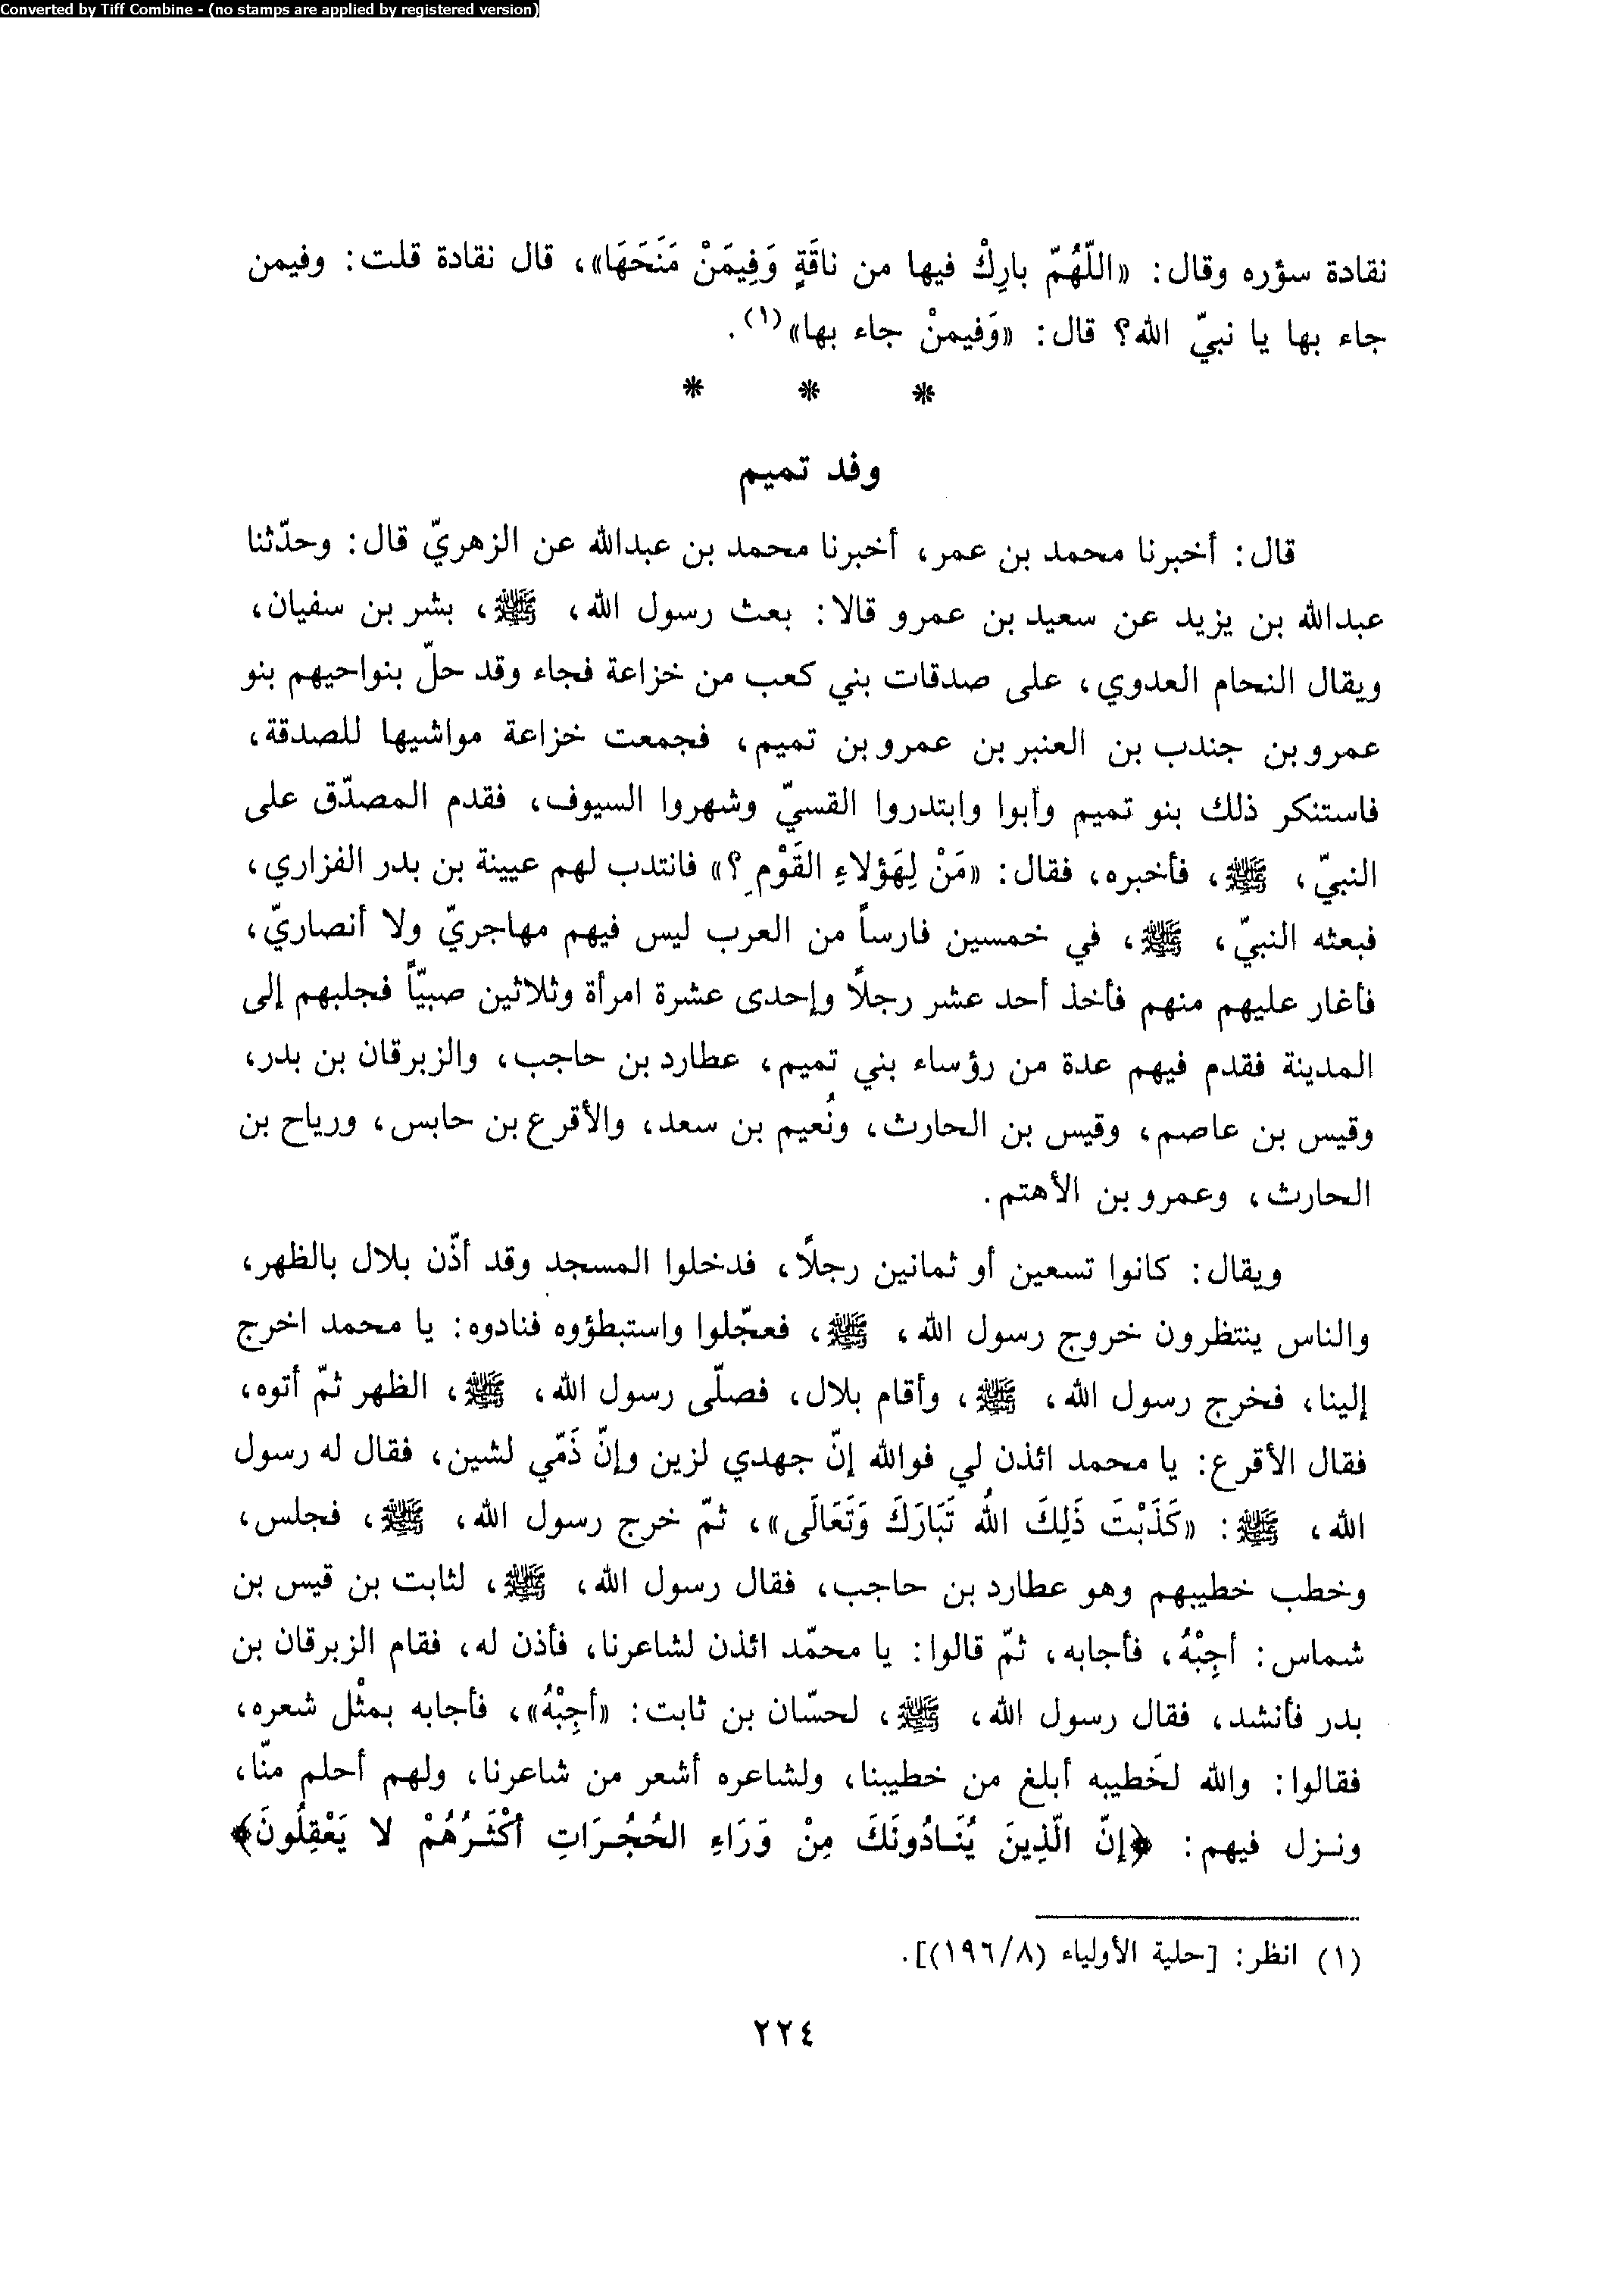 Converted by Tiff Combine - (no stamps are applied by registered version)
نقادة سؤره وقال: «اللّهُمّ بارِكْ فيها من ناقَةٍ وَفِيمَنْ مَنَحَهَا»، قال نقادة قلت: وفيمن
جاء بها يا نبيّ الله؟ قال: «وَفيمنْ جاء بها»(١).
* * *
وفد تميم
قال: أخبرنا محمد بن عمر، أخبرنا محمد بن عبدالله عن الزهريّ قال: وحدّثنا
عبدالله بن يزيد عن سعيد بن عمرو قالا: بعث رسول الله، ﷺ، بشر بن سفيان،
ويقال النحام العدوي، على صدقات بني كعب من خزاعة فجاء وقد حلّ بنواحيهم بنو
عمرو بن جندب بن العنبر بن عمرو بن تميم، فجمعت خزاعة مواشيها للصدقة،
فاستنكر ذلك بنو تميم وأبوا وابتدروا القسيّ وشهروا السيوف، فقدم المصدّق على
النبيّ، ﷺ، فأخبره، فقال: «مَنْ لِهَؤلاءِ القَوْمِ؟» فانتدب لهم عيينة بن بدر الفزاري،
فبعثه النبيّ، ﷺ، في خمسين فارساً من العرب ليس فيهم مهاجريّ ولا أنصاريّ،
فأغار عليهم منهم فأخذ أحد عشر رجلاً وإحدى عشرة امرأة وثلاثين صبيّاً فجلبهم إلى
المدينة فقدم فيهم عدة من رؤساء بني تميم، عطارد بن حاجب، والزبرقان بن بدر،
وقيس بن عاصم، وقيس بن الحارث، ونُعيم بن سعد، والأقرع بن حابس، ورياح بن
الحارث، وعمرو بن الأهتم.
ويقال: كانوا تسعين أو ثمانين رجلاً، فدخلوا المسجد وقد أذّن بلال بالظهر،
والناس ينتظرون خروج رسول الله، ﷺ، فعجّلوا واستبطؤوه فنادوه: يا محمد اخرج
إلينا، فخرج رسول الله، ﷺ، وأقام بلال، فصلّى رسول الله، ﷺ، الظهر ثمّ أتوه،
فقال الأقرع: يا محمد ائذن لي فوالله إنّ جهدي لزين وإنّ ذَمّي لشين، فقال له رسول
الله، ﷺ: «كَذَبْتَ ذَلِكَ اللهُ تَبَارَكَ وَتَعَالَى»، ثمّ خرج رسول الله، ﷺ، فجلس،
وخطب خطيبهم وهو عطارد بن حاجب، فقال رسول الله، ﷺ، لثابت بن قيس بن
شماس: أجِبْهُ، فأجابه، ثمّ قالوا: يا محمّد ائذن لشاعرنا، فأذن له، فقام الزبرقان بن
بدر فأنشد، فقال رسول الله، ﷺ، لحسّان بن ثابت: «أجِبْهُ»، فأجابه بمثْل شعره،
فقالوا: والله لخَطيبه أبلغ من خطيبنا، ولشاعره أشعر من شاعرنا، ولهم أحلم منّا،
ونـزل فيهم: ﴿إنّ الّذِينَ يُنَـادُونَكَ مِنْ وَرَاءِ الحُجُـرَاتِ أكْثَـرُهُمْ لا يَعْقِلُونَ﴾
(١) انظر: [حلية الأولياء (٨/١٩٦)].
٢٢٤